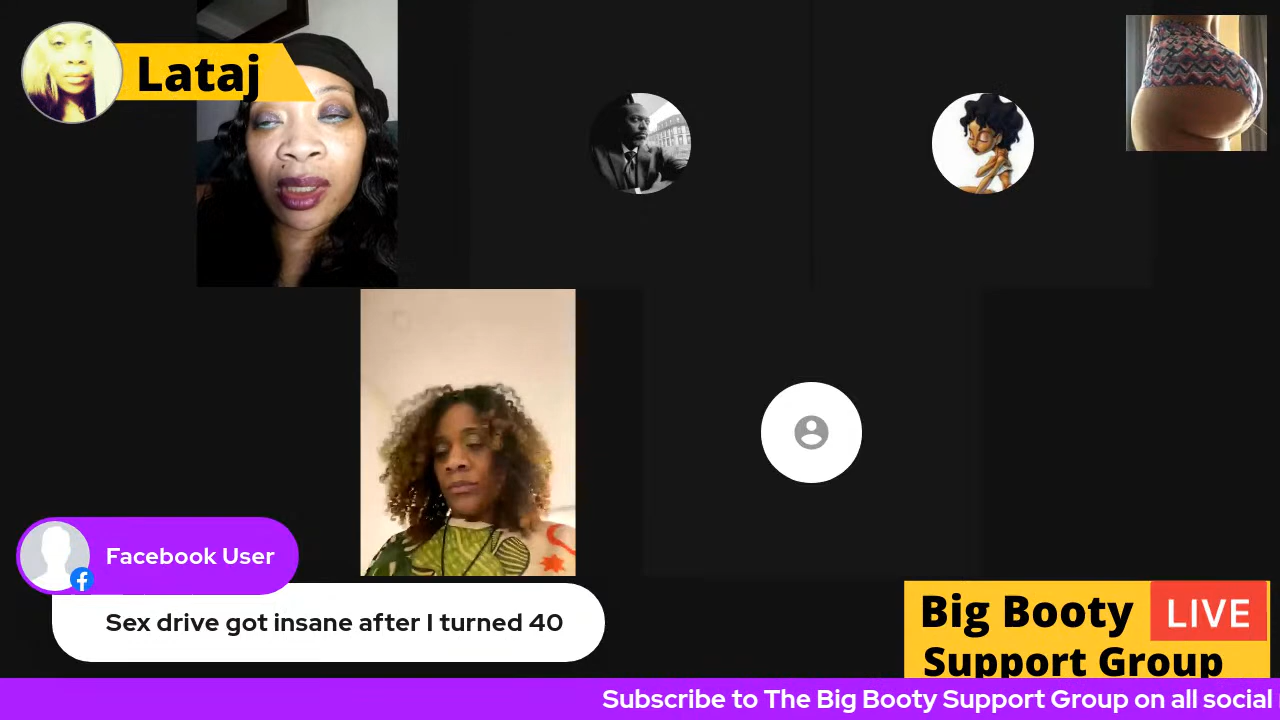 Lataj
Facebook User
Sex drive got insane after I turned 40
Big Booty LIVE
Support Group
Subscribe to The Big Booty Support Group on all social